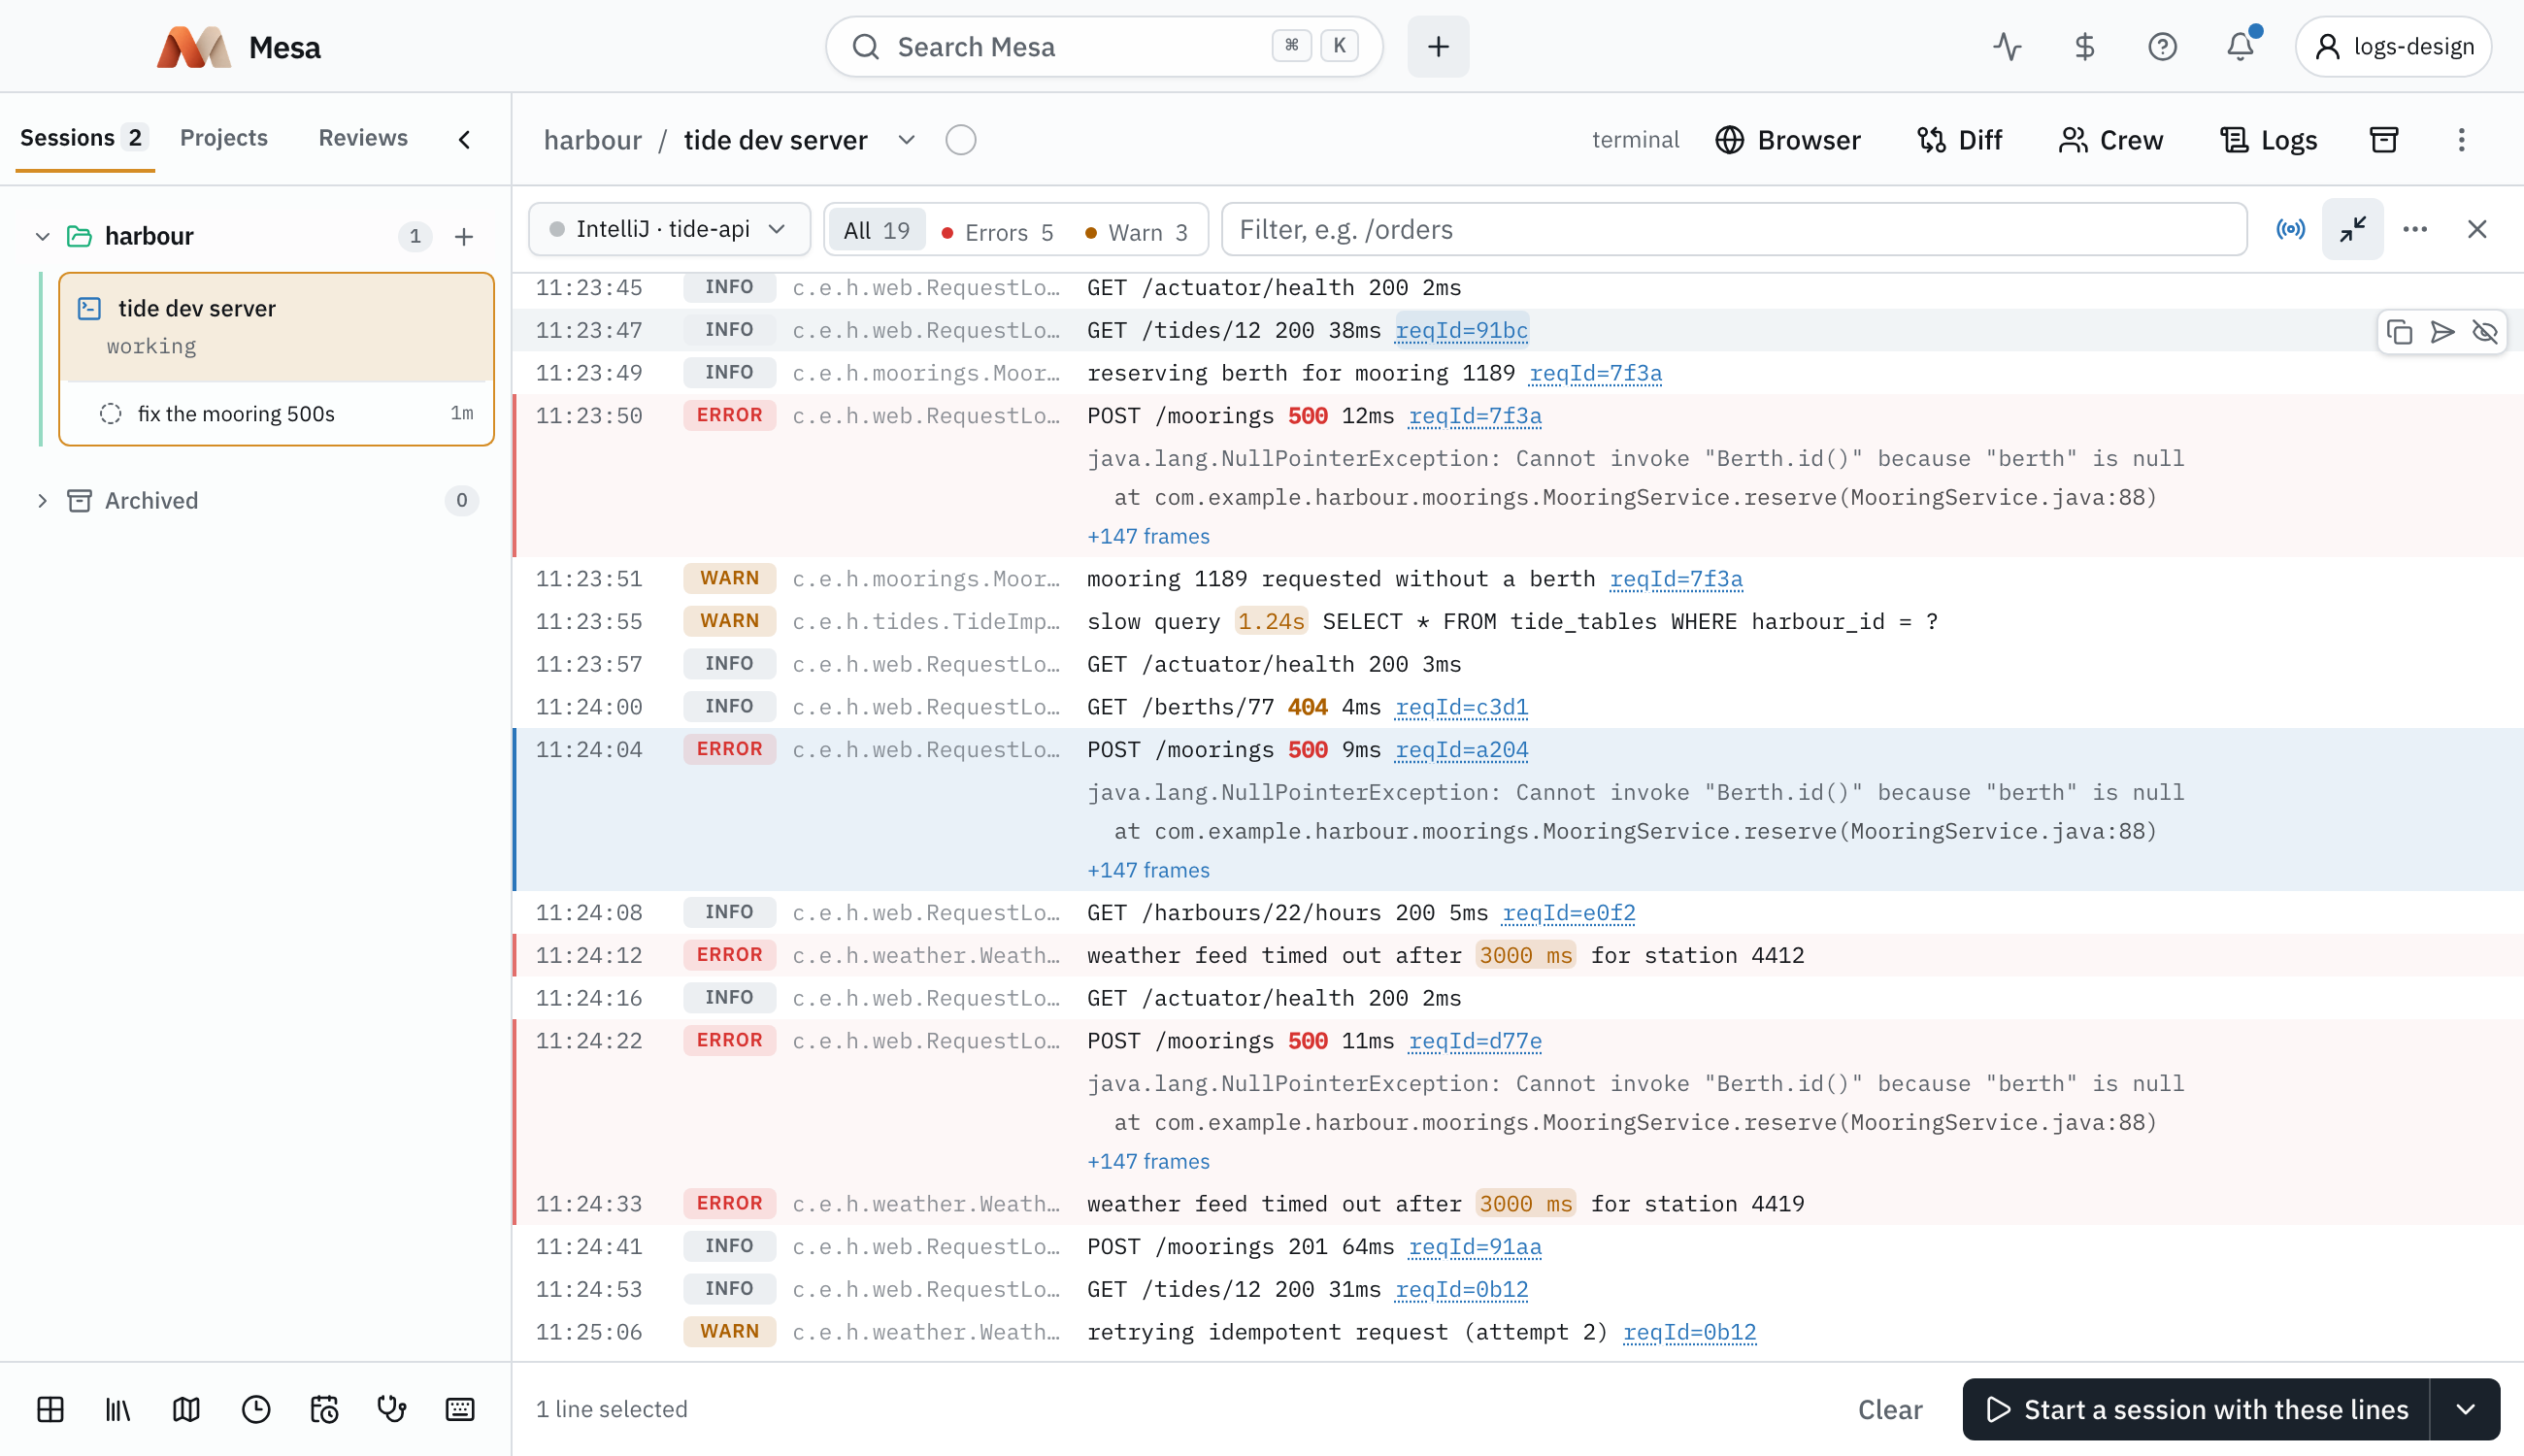 Mesa
Search Mesa ⌘ K
logs-design
Sessions 2 Projects Reviews
harbour / tide dev server
terminal Browser Diff Crew Logs
harbour 1
tide dev server
working
fix the mooring 500s 1m
Archived 0
IntelliJ · tide-api All 19 Errors 5 Warn 3 Filter, e.g. /orders
11:23:45 INFO c.e.h.web.RequestLo… GET /actuator/health 200 2ms
11:23:47 INFO c.e.h.web.RequestLo… GET /tides/12 200 38ms reqId=91bc
11:23:49 INFO c.e.h.moorings.Moor… reserving berth for mooring 1189 reqId=7f3a
11:23:50 ERROR c.e.h.web.RequestLo… POST /moorings 500 12ms reqId=7f3a
java.lang.NullPointerException: Cannot invoke "Berth.id()" because "berth" is null
at com.example.harbour.moorings.MooringService.reserve(MooringService.java:88)
+147 frames
11:23:51 WARN c.e.h.moorings.Moor… mooring 1189 requested without a berth reqId=7f3a
11:23:55 WARN c.e.h.tides.TideImp… slow query 1.24s SELECT * FROM tide_tables WHERE harbour_id = ?
11:23:57 INFO c.e.h.web.RequestLo… GET /actuator/health 200 3ms
11:24:00 INFO c.e.h.web.RequestLo… GET /berths/77 404 4ms reqId=c3d1
11:24:04 ERROR c.e.h.web.RequestLo… POST /moorings 500 9ms reqId=a204
java.lang.NullPointerException: Cannot invoke "Berth.id()" because "berth" is null
at com.example.harbour.moorings.MooringService.reserve(MooringService.java:88)
+147 frames
11:24:08 INFO c.e.h.web.RequestLo… GET /harbours/22/hours 200 5ms reqId=e0f2
11:24:12 ERROR c.e.h.weather.Weath… weather feed timed out after 3000 ms for station 4412
11:24:16 INFO c.e.h.web.RequestLo… GET /actuator/health 200 2ms
11:24:22 ERROR c.e.h.web.RequestLo… POST /moorings 500 11ms reqId=d77e
java.lang.NullPointerException: Cannot invoke "Berth.id()" because "berth" is null
at com.example.harbour.moorings.MooringService.reserve(MooringService.java:88)
+147 frames
11:24:33 ERROR c.e.h.weather.Weath… weather feed timed out after 3000 ms for station 4419
11:24:41 INFO c.e.h.web.RequestLo… POST /moorings 201 64ms reqId=91aa
11:24:53 INFO c.e.h.web.RequestLo… GET /tides/12 200 31ms reqId=0b12
11:25:06 WARN c.e.h.weather.Weath… retrying idempotent request (attempt 2) reqId=0b12
1 line selected Clear Start a session with these lines